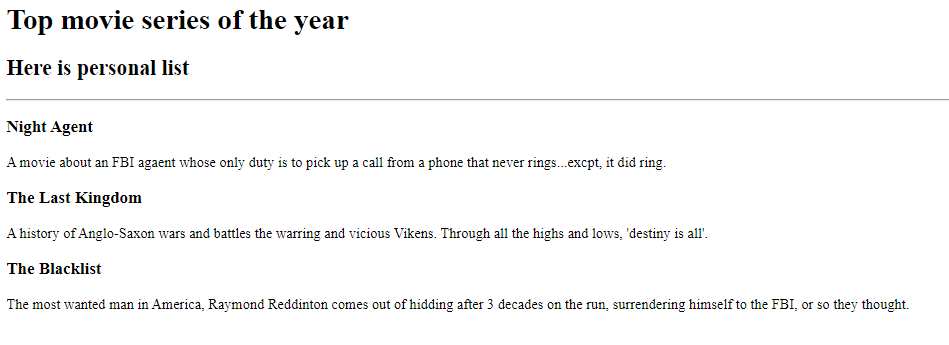 Top movie series of the year
Here is personal list
Night Agent
A movie about an FBI agaent whose only duty is to pick up a call from a phone that never rings...excpt, it did ring.
The Last Kingdom
A history of Anglo-Saxon wars and battles the warring and vicious Vikens. Through all the highs and lows, 'destiny is all'.
The Blacklist
The most wanted man in America, Raymond Reddinton comes out of hidding after 3 decades on the run, surrendering himself to the FBI, or so they thought.